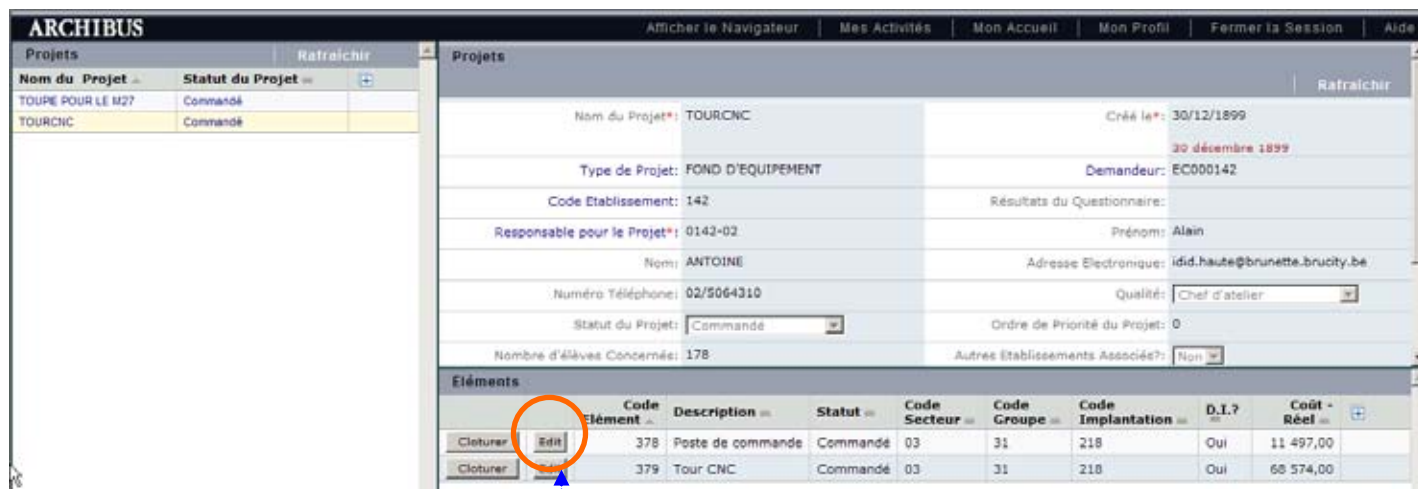 ARCHIBUS Afficher le Navigateur | Mes Activités | Mon Accueil | Mon Profil | Fermer la Session | Aide
Projets Rafraichir
Nom du Projet Statut du Projet
TOUPIE POUR LE M27 Commandé
TOURCNC Commandé
Projets
Rafraichir
Nom du Projet*: TOURCNC Créé le*: 30/12/1899
30 décembre 1899
Type de Projet: FOND D'EQUIPEMENT Demandeur: EC000142
Code Etablissement: 142 Résultats du Questionnaire:
Responsable pour le Projet*: 0142-02 Prénom: Alain
Nom: ANTOINE Adresse Electronique: idid.haute@brunette.brucity.be
Numéro Téléphone: 02/5064310 Qualité: Chef d'atelier
Statut du Projet: Commandé Ordre de Priorité du Projet: 0
Nombre d'élèves Concernés: 178 Autres Etablissements Associés?: Non
Eléments
Code Elément Description Statut Code Secteur Code Groupe Code Implantation D.I.? Coût - Réel
Cloturer Edit 378 Poste de commande Commandé 03 31 218 Oui 11 497,00
Cloturer Edit 379 Tour CNC Commandé 03 31 218 Oui 68 574,00